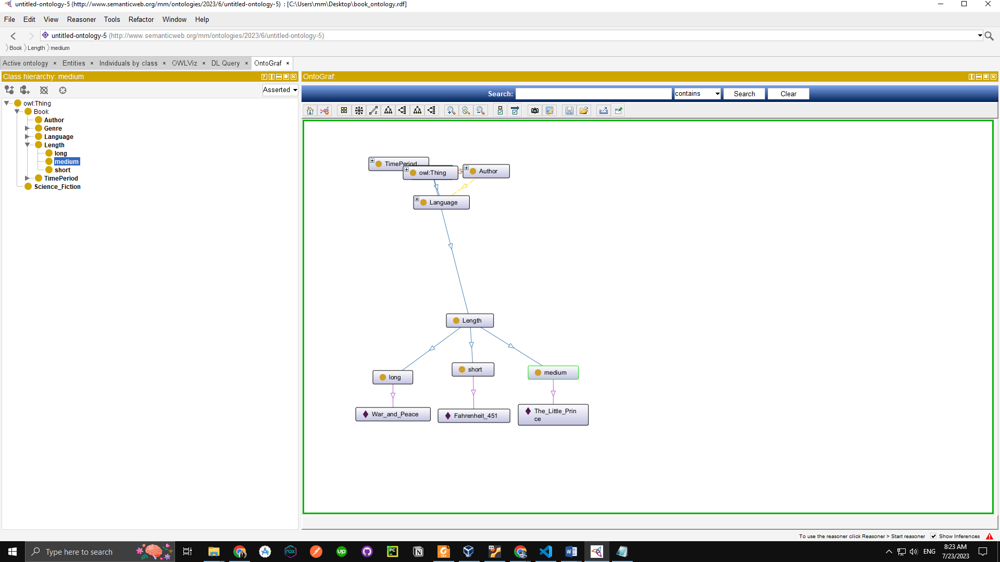 untitled-ontology-5 (http://www.semanticweb.org/mm/ontologies/2023/6/untitled-ontology-5) : [C:\Users\mm\Desktop\book_ontology.rdf]
File Edit View Reasoner Tools Refactor Window Help
untitled-ontology-5 (http://www.semanticweb.org/mm/ontologies/2023/6/untitled-ontology-5)
Book Length medium
Active ontology × Entities × Individuals by class × OWLViz × DL Query × OntoGraf ×
Class hierarchy: medium
Asserted
owl:Thing
Book
Author
Genre
Language
Length
long
medium
short
TimePeriod
Science_Fiction
OntoGraf:
Search: contains Search Clear
TimePeriod
owl:Thing
Author
Language
Length
long
short
medium
War_and_Peace
Fahrenheit_451
The_Little_Prin
ce
To use the reasoner click Reasoner > Start reasoner Show Inferences
Type here to search
ENG
8:23 AM
7/23/2023